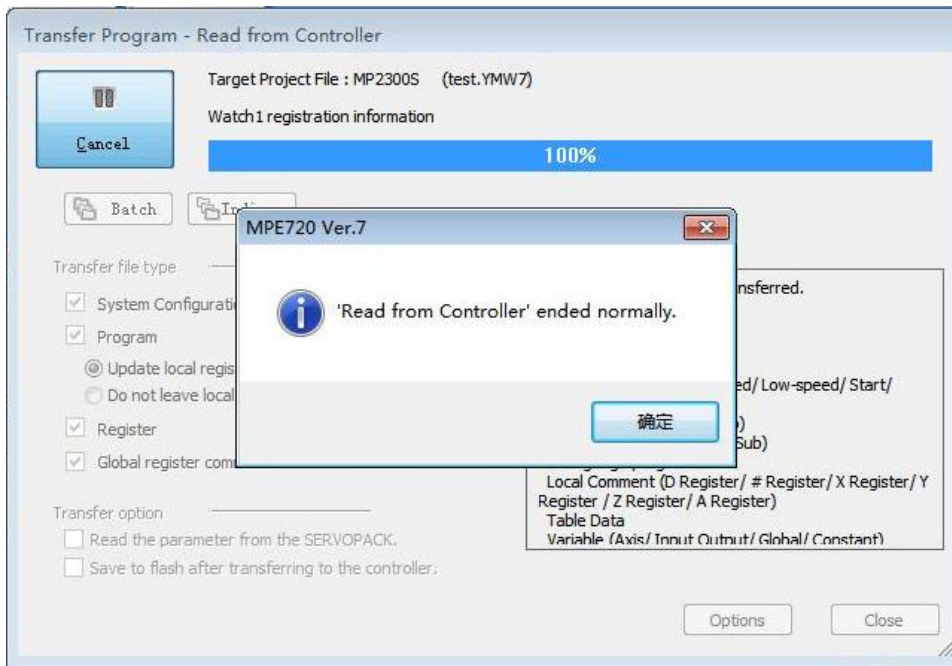 Transfer Program - Read from Controller
Target Project File : MP2300S (test.YMW7)
Watch1 registration information
Cancel
100%
Batch
MPE720 Ver.7
'Read from Controller' ended normally.
确定
Transfer file type
System
Program
Update local
Do not leave local
Register
Global register
nsferred.
ed/ Low-speed/ Start/
Sub)
Local Comment (D Register/ # Register/ X Register/ Y
Register / Z Register/ A Register)
Table Data
Variable (Axis/ Input Output/ Global/ Constant)
Transfer option
Read the parameter from the SERVOPACK.
Save to flash after transferring to the controller.
Options
Close